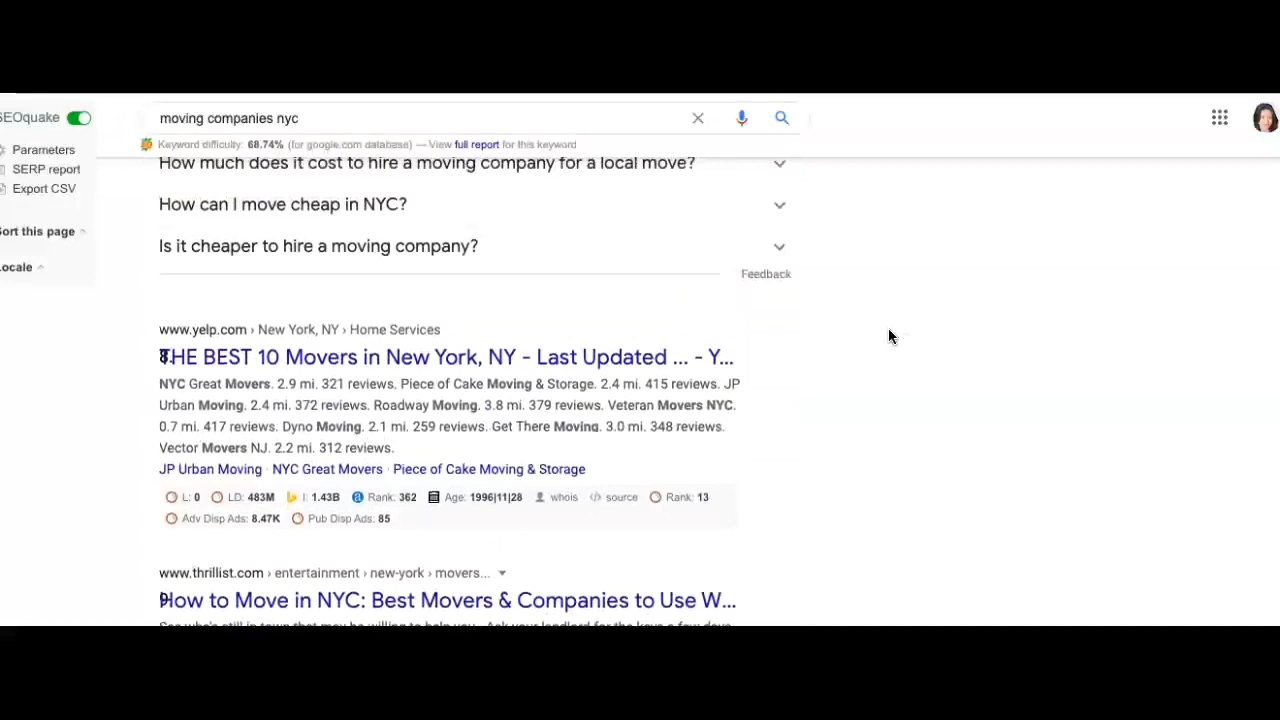 SEOquake
moving companies nyc
Keyword difficulty: 68.74% (for google.com database) — View full report for this keyword
Parameters
SERP report
Export CSV
Sort this page
Locale
How much does it cost to hire a moving company for a local move?
How can I move cheap in NYC?
Is it cheaper to hire a moving company?
Feedback
www.yelp.com › New York, NY › Home Services
8.
THE BEST 10 Movers in New York, NY - Last Updated ... - Y...
NYC Great Movers. 2.9 mi. 321 reviews. Piece of Cake Moving & Storage. 2.4 mi. 415 reviews. JP
Urban Moving. 2.4 mi. 372 reviews. Roadway Moving. 3.8 mi. 379 reviews. Veteran Movers NYC.
0.7 mi. 417 reviews. Dyno Moving. 2.1 mi. 259 reviews. Get There Moving. 3.0 mi. 348 reviews.
Vector Movers NJ. 2.2 mi. 312 reviews.
JP Urban Moving · NYC Great Movers · Piece of Cake Moving & Storage
L: 0 LD: 483M I: 1.43B Rank: 362 Age: 1996|11|28 whois source Rank: 13
Adv Disp Ads: 8.47K Pub Disp Ads: 85
www.thrillist.com › entertainment › new-york › movers...
9.
How to Move in NYC: Best Movers & Companies to Use W...